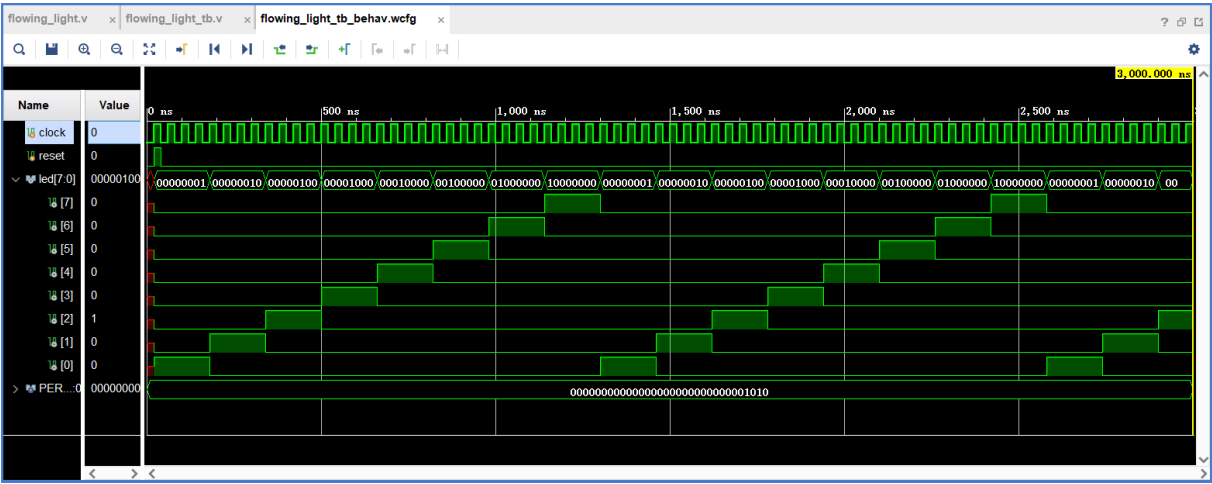 flowing_light.v × flowing_light_tb.v × flowing_light_tb_behav.wcfg ×
?
3,000.000 ns
Name Value
0 ns 500 ns 1,000 ns 1,500 ns 2,000 ns 2,500 ns
clock 0
reset 0
led[7:0] 00000100 00000001 00000010 00000100 00001000 00010000 00100000 01000000 10000000 00000001 00000010 00000100 00001000 00010000 00100000 01000000 10000000 00000001 00000010 00
[7] 0
[6] 0
[5] 0
[4] 0
[3] 0
[2] 1
[1] 0
[0] 0
PER...:0 00000000 00000000000000000000000000001010